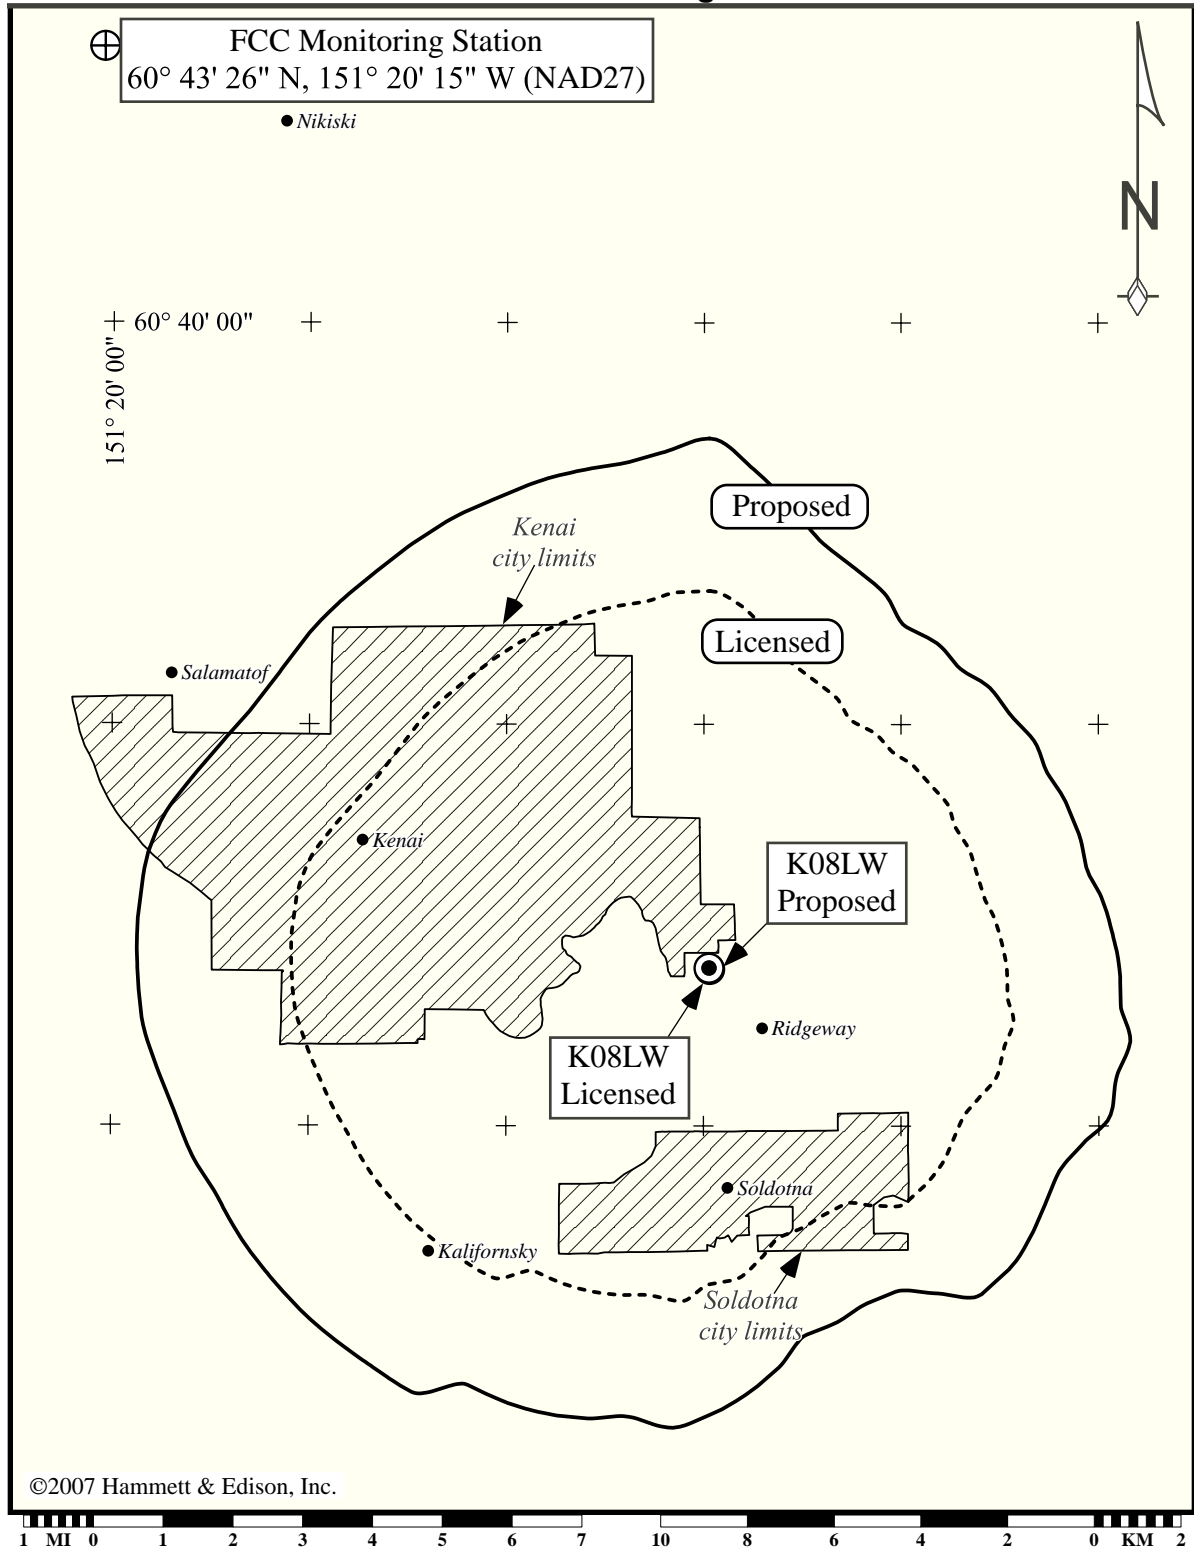 FCC Monitoring Station
60° 43' 26" N, 151° 20' 15" W (NAD27)
Nikiski
N
60° 40' 00"
151° 20' 00"
Proposed
Kenai
city limits
Licensed
Salamatof
Kenai
K08LW
Proposed
Ridgeway
K08LW
Licensed
Soldotna
Kalifornsky
Soldotna
city limits
©2007 Hammett & Edison, Inc.
1 MI 0 1 2 3 4 5 6 7 10 8 6 4 2 0 KM 2